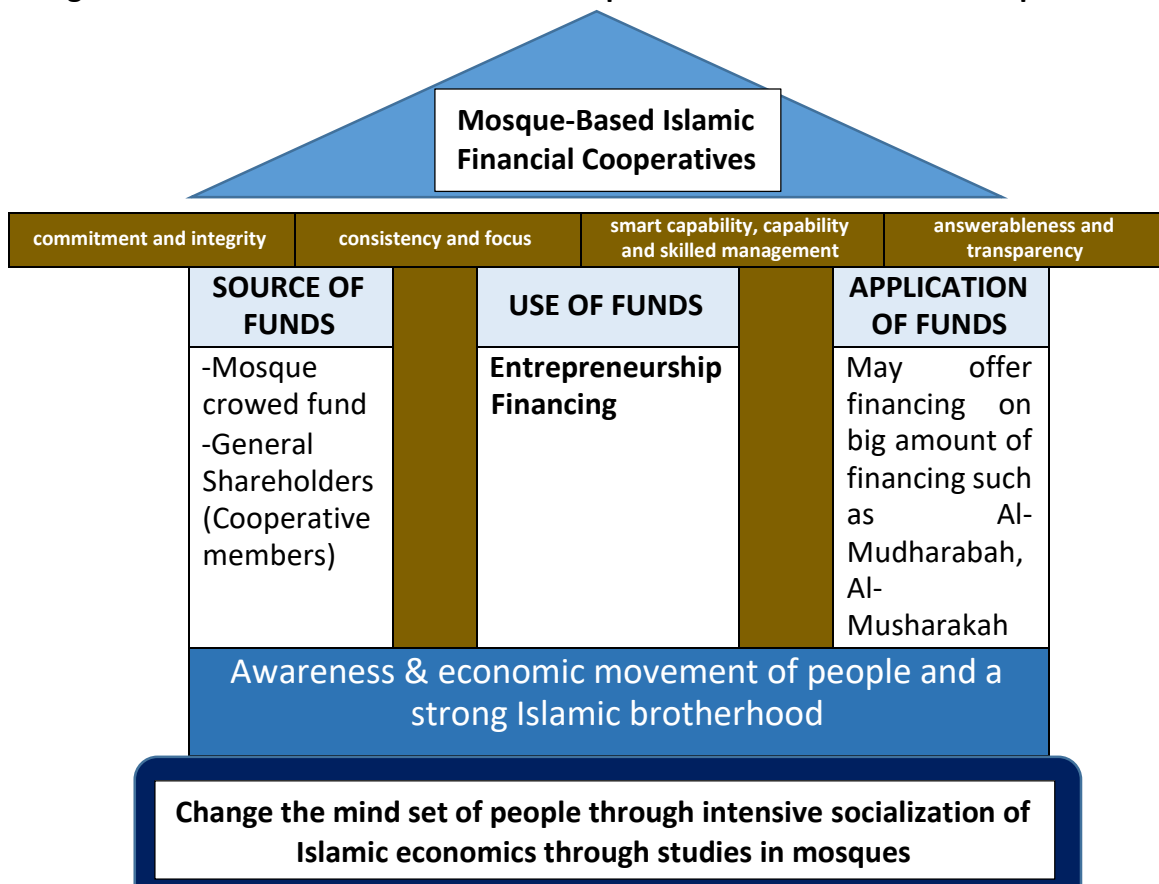 Mosque-Based Islamic
Financial Cooperatives
commitment and integrity
consistency and focus
smart capability, capability
and skilled management
answerableness and
transparency
SOURCE OF
FUNDS
-Mosque
crowed fund
-General
Shareholders
(Cooperative
members)
USE OF FUNDS
Entrepreneurship
Financing
APPLICATION
OF FUNDS
May offer
financing on
big amount of
financing such
as Al-
Mudharabah,
Al-
Musharakah
Awareness & economic movement of people and a
strong Islamic brotherhood
Change the mind set of people through intensive socialization of
Islamic economics through studies in mosques